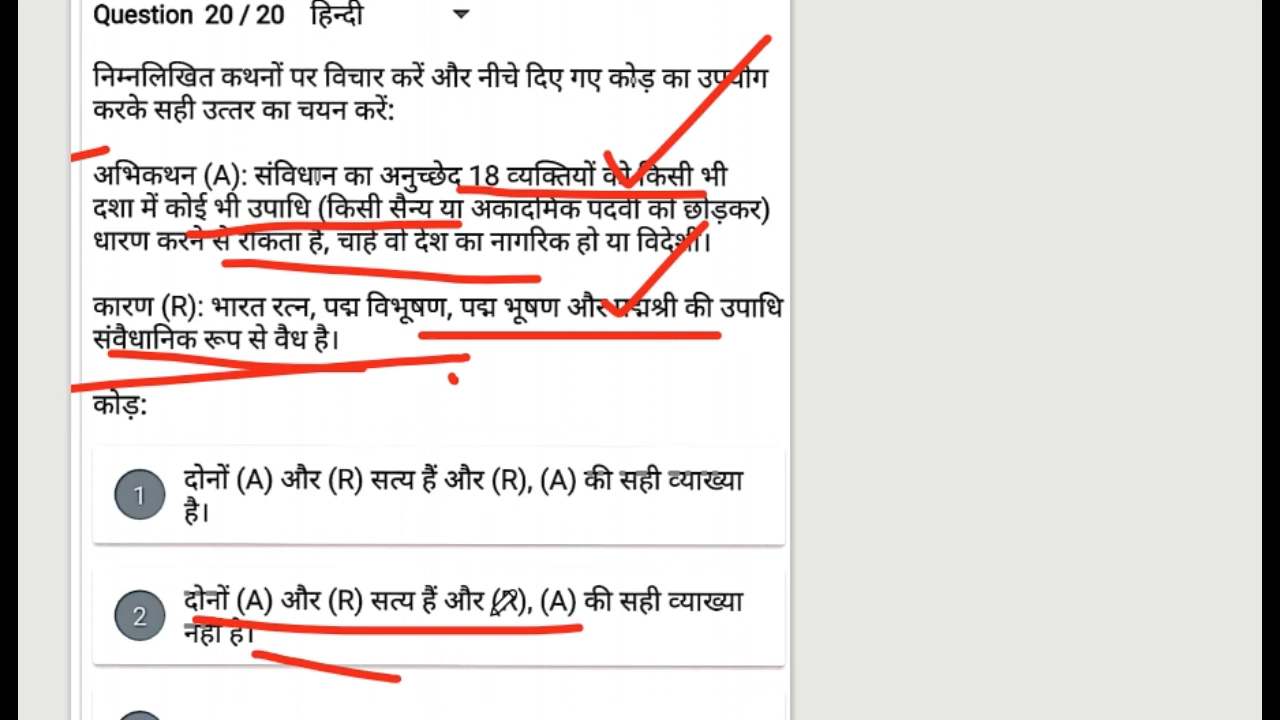 Question 20 / 20 हिन्दी
निम्नलिखित कथनों पर विचार करें और नीचे दिए गए कोड़ का उपयोग
करके सही उत्तर का चयन करें:
अभिकथन (A): संविधान का अनुच्छेद 18 व्यक्तियों को किसी भी
दशा में कोई भी उपाधि (किसी सैन्य या अकादमिक पदवी को छोड़कर)
धारण करने से रोकता है, चाहे वो देश का नागरिक हो या विदेशी।
कारण (R): भारत रत्न, पद्म विभूषण, पद्म भूषण और पद्मश्री की उपाधि
संवैधानिक रूप से वैध है।
कोड़:
1 दोनों (A) और (R) सत्य हैं और (R), (A) की सही व्याख्या
है।
2 दोनों (A) और (R) सत्य हैं और (R), (A) की सही व्याख्या
नहीं है।